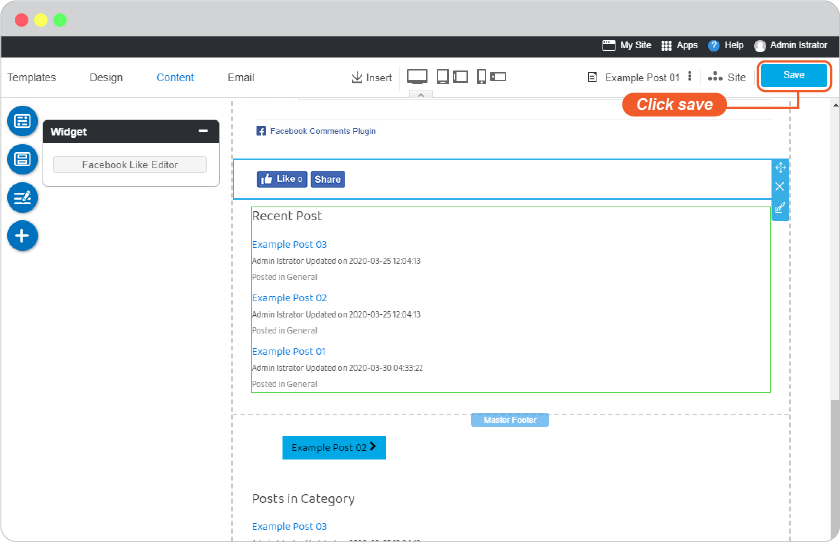 My Site Apps Help Admin Istrator
Templates Design Content Email Insert Example Post 01 Site Save
Click save
Widget
Facebook Like Editor
Facebook Comments Plugin
Like 0 Share
Recent Post
Example Post 03
Admin Istrator Updated on 2020-03-25 12:04:13
Posted in General
Example Post 02
Admin Istrator Updated on 2020-03-25 12:04:13
Posted in General
Example Post 01
Admin Istrator Updated on 2020-03-30 04:33:22
Posted in General
Master Footer
Example Post 02
Posts in Category
Example Post 03